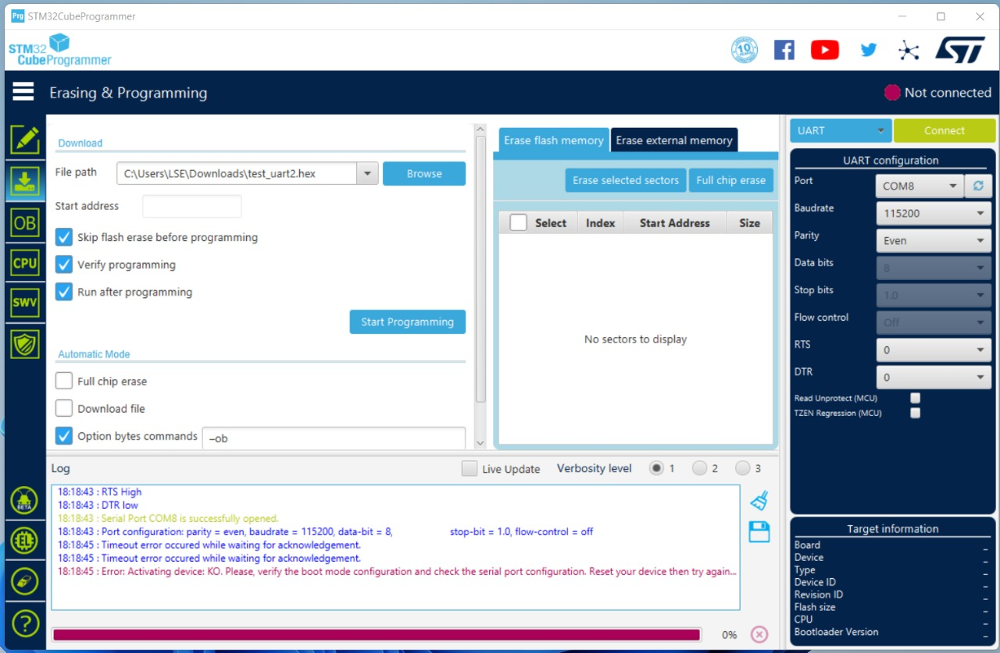 Prg STM32CubeProgrammer
STM32
CubeProgrammer
10
ST
Erasing & Programming
Not connected
OB
CPU
SWV
BETA
EL
?
Download
File path C:\Users\LSE\Downloads\test_uart2.hex Browse
Start address
Skip flash erase before programming
Verify programming
Run after programming
Start Programming
Automatic Mode
Full chip erase
Download file
Option bytes commands –ob
Erase flash memory Erase external memory
Erase selected sectors Full chip erase
Select Index Start Address Size
No sectors to display
UART Connect
UART configuration
Port COM8
Baudrate 115200
Parity Even
Data bits 8
Stop bits 1.0
Flow control Off
RTS 0
DTR 0
Read Unprotect (MCU)
TZEN Regression (MCU)
Log Live Update Verbosity level 1 2 3
18:18:43 : RTS High
18:18:43 : DTR low
18:18:43 : Serial Port COM8 is successfully opened.
18:18:43 : Port configuration: parity = even, baudrate = 115200, data-bit = 8, stop-bit = 1.0, flow-control = off
18:18:45 : Timeout error occured while waiting for acknowledgement.
18:18:45 : Timeout error occured while waiting for acknowledgement.
18:18:45 : Error: Activating device: KO. Please, verify the boot mode configuration and check the serial port configuration. Reset your device then try again...
0%
Target information
Board –
Device –
Type –
Device ID –
Revision ID –
Flash size –
CPU –
Bootloader Version –